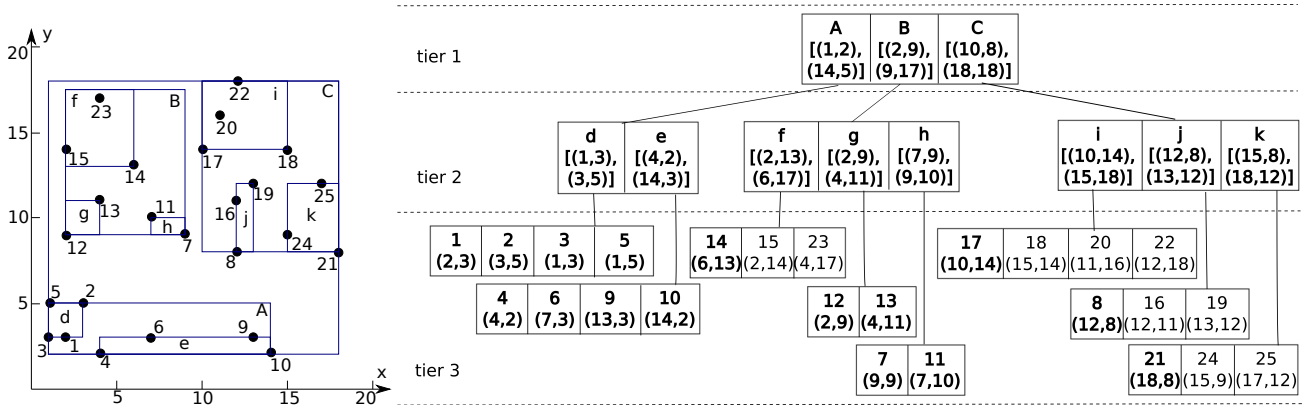 y
20
15
10
5
5
10
15
20
x
f
23
B
15
14
g
13
11
h
12
7
22
i
C
20
17
18
19
16
j
25
k
24
8
21
5
2
A
d
6
9
e
3
1
4
10
tier 1
A
[(1,2),
(14,5)]
B
[(2,9),
(9,17)]
C
[(10,8),
(18,18)]
tier 2
d
[(1,3),
(3,5)]
e
[(4,2),
(14,3)]
f
[(2,13),
(6,17)]
g
[(2,9),
(4,11)]
h
[(7,9),
(9,10)]
i
[(10,14),
(15,18)]
j
[(12,8),
(13,12)]
k
[(15,8),
(18,12)]
tier 3
1 2 3 5
(2,3) (3,5) (1,3) (1,5)
4 6 9 10
(4,2) (7,3) (13,3) (14,2)
14 15 23
(6,13) (2,14) (4,17)
12 13
(2,9) (4,11)
7 11
(9,9) (7,10)
17 18 20 22
(10,14) (15,14) (11,16) (12,18)
8 16 19
(12,8) (12,11) (13,12)
21 24 25
(18,8) (15,9) (17,12)